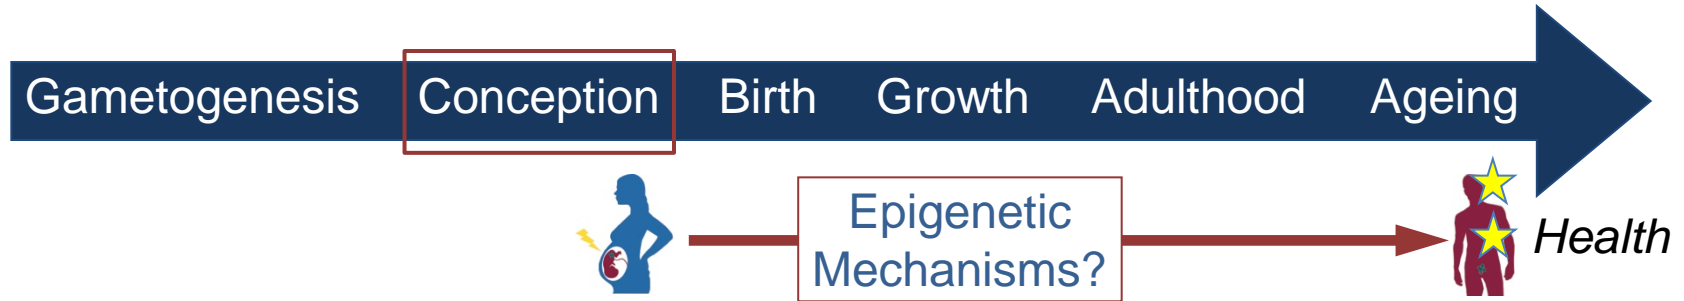 Gametogenesis Conception Birth Growth Adulthood Ageing
Epigenetic
Mechanisms?
Health